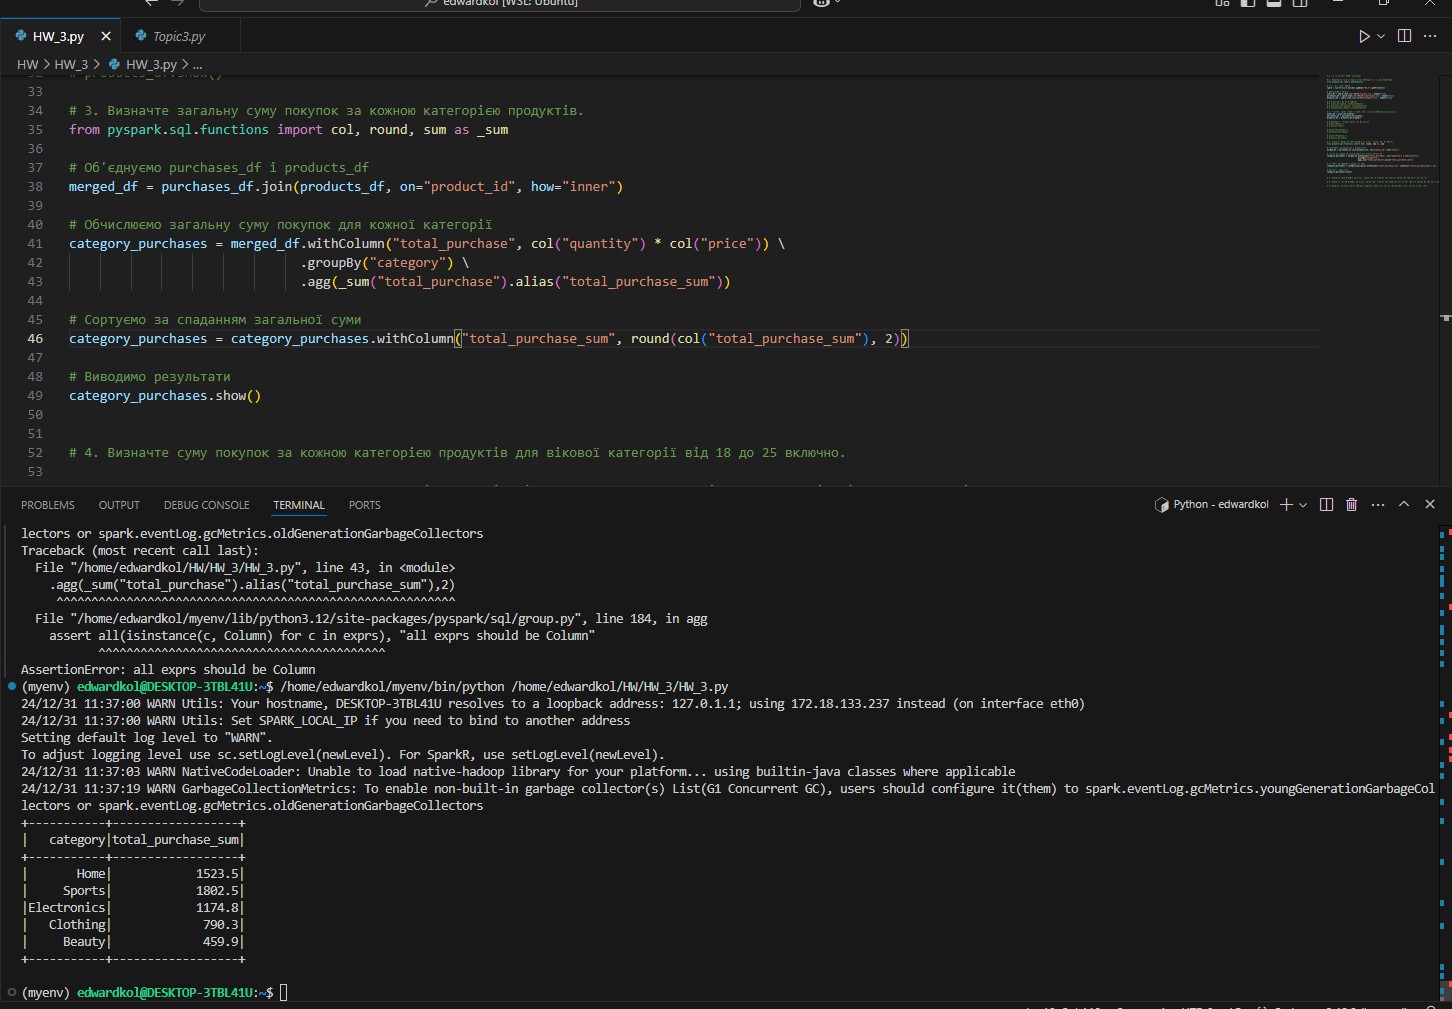 edwardkol [WSL: Ubuntu]
HW_3.py
Topic3.py
HW > HW_3 > HW_3.py > ...
32 # products_df.show()
33
34 # 3. Визначте загальну суму покупок за кожною категорією продуктів.
35 from pyspark.sql.functions import col, round, sum as _sum
36
37 # Об'єднуємо purchases_df і products_df
38 merged_df = purchases_df.join(products_df, on="product_id", how="inner")
39
40 # Обчислюємо загальну суму покупок для кожної категорії
41 category_purchases = merged_df.withColumn("total_purchase", col("quantity") * col("price")) \
42 .groupBy("category") \
43 .agg(_sum("total_purchase").alias("total_purchase_sum"))
44
45 # Сортуємо за спаданням загальної суми
46 category_purchases = category_purchases.withColumn("total_purchase_sum", round(col("total_purchase_sum"), 2))
47
48 # Виводимо результати
49 category_purchases.show()
50
51
52 # 4. Визначте суму покупок за кожною категорією продуктів для вікової категорії від 18 до 25 включно.
53
PROBLEMS OUTPUT DEBUG CONSOLE TERMINAL PORTS Python - edwardkol
lectors or spark.eventLog.gcMetrics.oldGenerationGarbageCollectors
Traceback (most recent call last):
File "/home/edwardkol/HW/HW_3/HW_3.py", line 43, in <module>
.agg(_sum("total_purchase").alias("total_purchase_sum"),2)
^^^^^^^^^^^^^^^^^^^^^^^^^^^^^^^^^^^^^^^^^^^^^^^^^^^^^^^^^^
File "/home/edwardkol/myenv/lib/python3.12/site-packages/pyspark/sql/group.py", line 184, in agg
assert all(isinstance(c, Column) for c in exprs), "all exprs should be Column"
^^^^^^^^^^^^^^^^^^^^^^^^^^^^^^^^^^^^^^^^^
AssertionError: all exprs should be Column
(myenv) edwardkol@DESKTOP-3TBL41U:~$ /home/edwardkol/myenv/bin/python /home/edwardkol/HW/HW_3/HW_3.py
24/12/31 11:37:00 WARN Utils: Your hostname, DESKTOP-3TBL41U resolves to a loopback address: 127.0.1.1; using 172.18.133.237 instead (on interface eth0)
24/12/31 11:37:00 WARN Utils: Set SPARK_LOCAL_IP if you need to bind to another address
Setting default log level to "WARN".
To adjust logging level use sc.setLogLevel(newLevel). For SparkR, use setLogLevel(newLevel).
24/12/31 11:37:03 WARN NativeCodeLoader: Unable to load native-hadoop library for your platform... using builtin-java classes where applicable
24/12/31 11:37:19 WARN GarbageCollectionMetrics: To enable non-built-in garbage collector(s) List(G1 Concurrent GC), users should configure it(them) to spark.eventLog.gcMetrics.youngGenerationGarbageCol
lectors or spark.eventLog.gcMetrics.oldGenerationGarbageCollectors
+-----------+------------------+
|   category|total_purchase_sum|
+-----------+------------------+
|       Home|            1523.5|
|     Sports|            1802.5|
|Electronics|            1174.8|
|   Clothing|             790.3|
|     Beauty|             459.9|
+-----------+------------------+
(myenv) edwardkol@DESKTOP-3TBL41U:~$